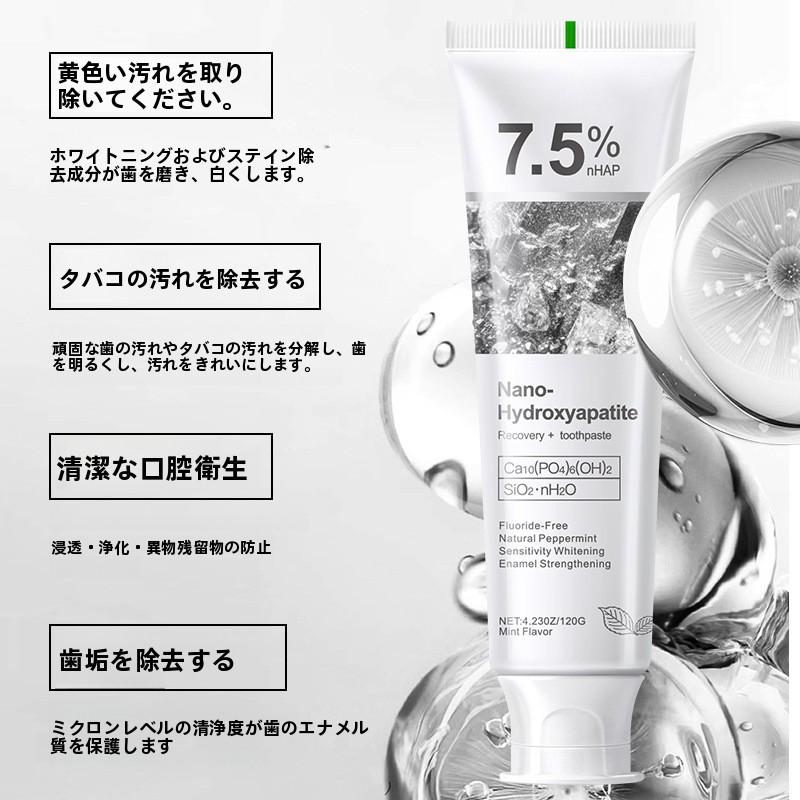 黄色い汚れを取り
除いてください。
ホワイトニングおよびステイン除
去成分が歯を磨き、白くします。
タバコの汚れを除去する
頑固な歯の汚れやタバコの汚れを分解し、歯
を明るくし、汚れをきれいにします。
清潔な口腔衛生
浸透・浄化・異物残留物の防止
歯垢を除去する
ミクロンレベルの清浄度が歯のエナメル
質を保護します
7.5%
nHAP
Nano-
Hydroxyapatite
Recovery + toothpaste
Ca10(PO4)6(OH)2
SiO2·nH2O
Fluoride-Free
Natural Peppermint
Sensitivity Whitening
Enamel Strengthening
NET:4.230Z/120G
Mint Flavor